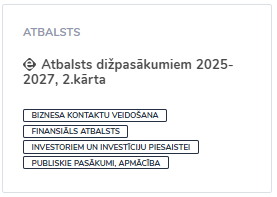 ATBALSTS
Atbalsts dižpasākumiem 2025-
2027, 2.kārta
BIZNESA KONTAKTU VEIDOŠANA
FINANSIĀLS ATBALSTS
INVESTORIEM UN INVESTĪCIJU PIESAISTEI
PUBLISKIE PASĀKUMI, APMĀCĪBA